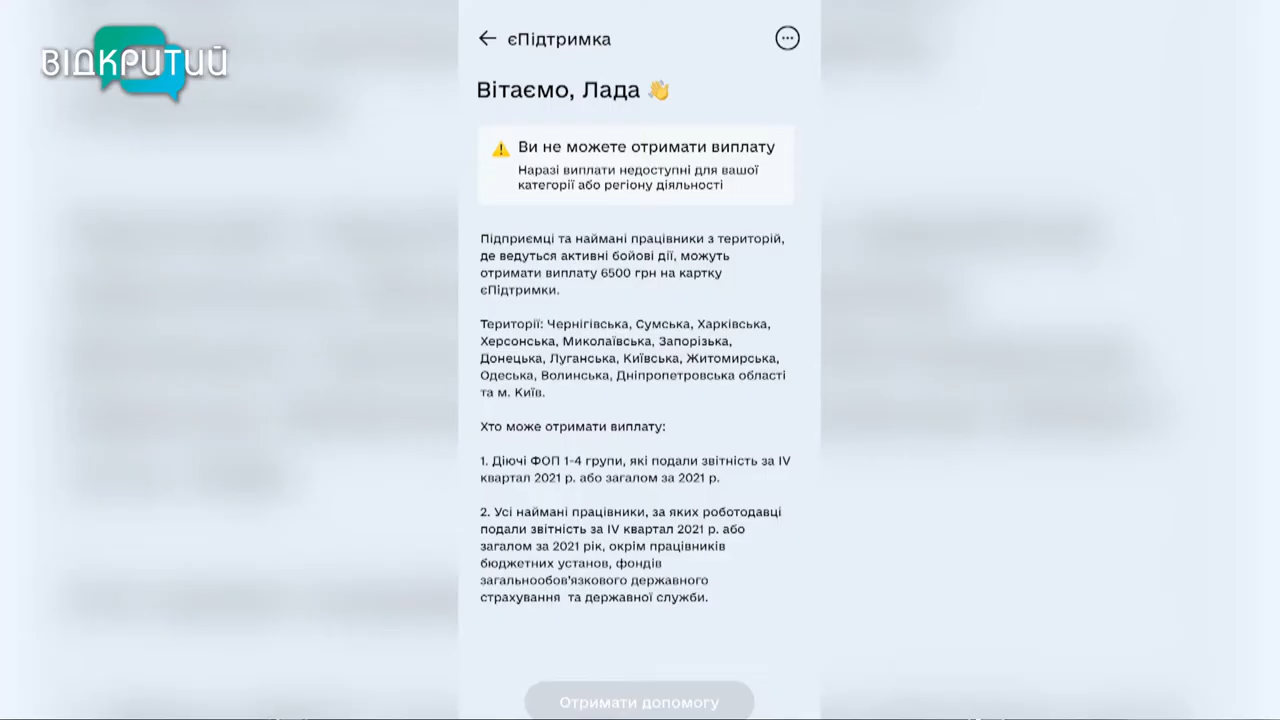 ВІДКРИТИЙ
єПідтримка
Вітаємо, Лада 👋
Ви не можете отримати виплату
Наразі виплати недоступні для вашої
категорії або регіону діяльності
Підприємці та наймані працівники з територій,
де ведуться активні бойові дії, можуть
отримати виплату 6500 грн на картку
єПідтримки.
Території: Чернігівська, Сумська, Харківська,
Херсонська, Миколаївська, Запорізька,
Донецька, Луганська, Київська, Житомирська,
Одеська, Волинська, Дніпропетровська області
та м. Київ.
Хто може отримати виплату:
1. Діючі ФОП 1-4 групи, які подали звітність за IV
квартал 2021 р. або загалом за 2021 р.
2. Усі наймані працівники, за яких роботодавці
подали звітність за IV квартал 2021 р. або
загалом за 2021 рік, окрім працівників
бюджетних установ, фондів
загальнообов'язкового державного
страхування та державної служби.
Отримати допомогу